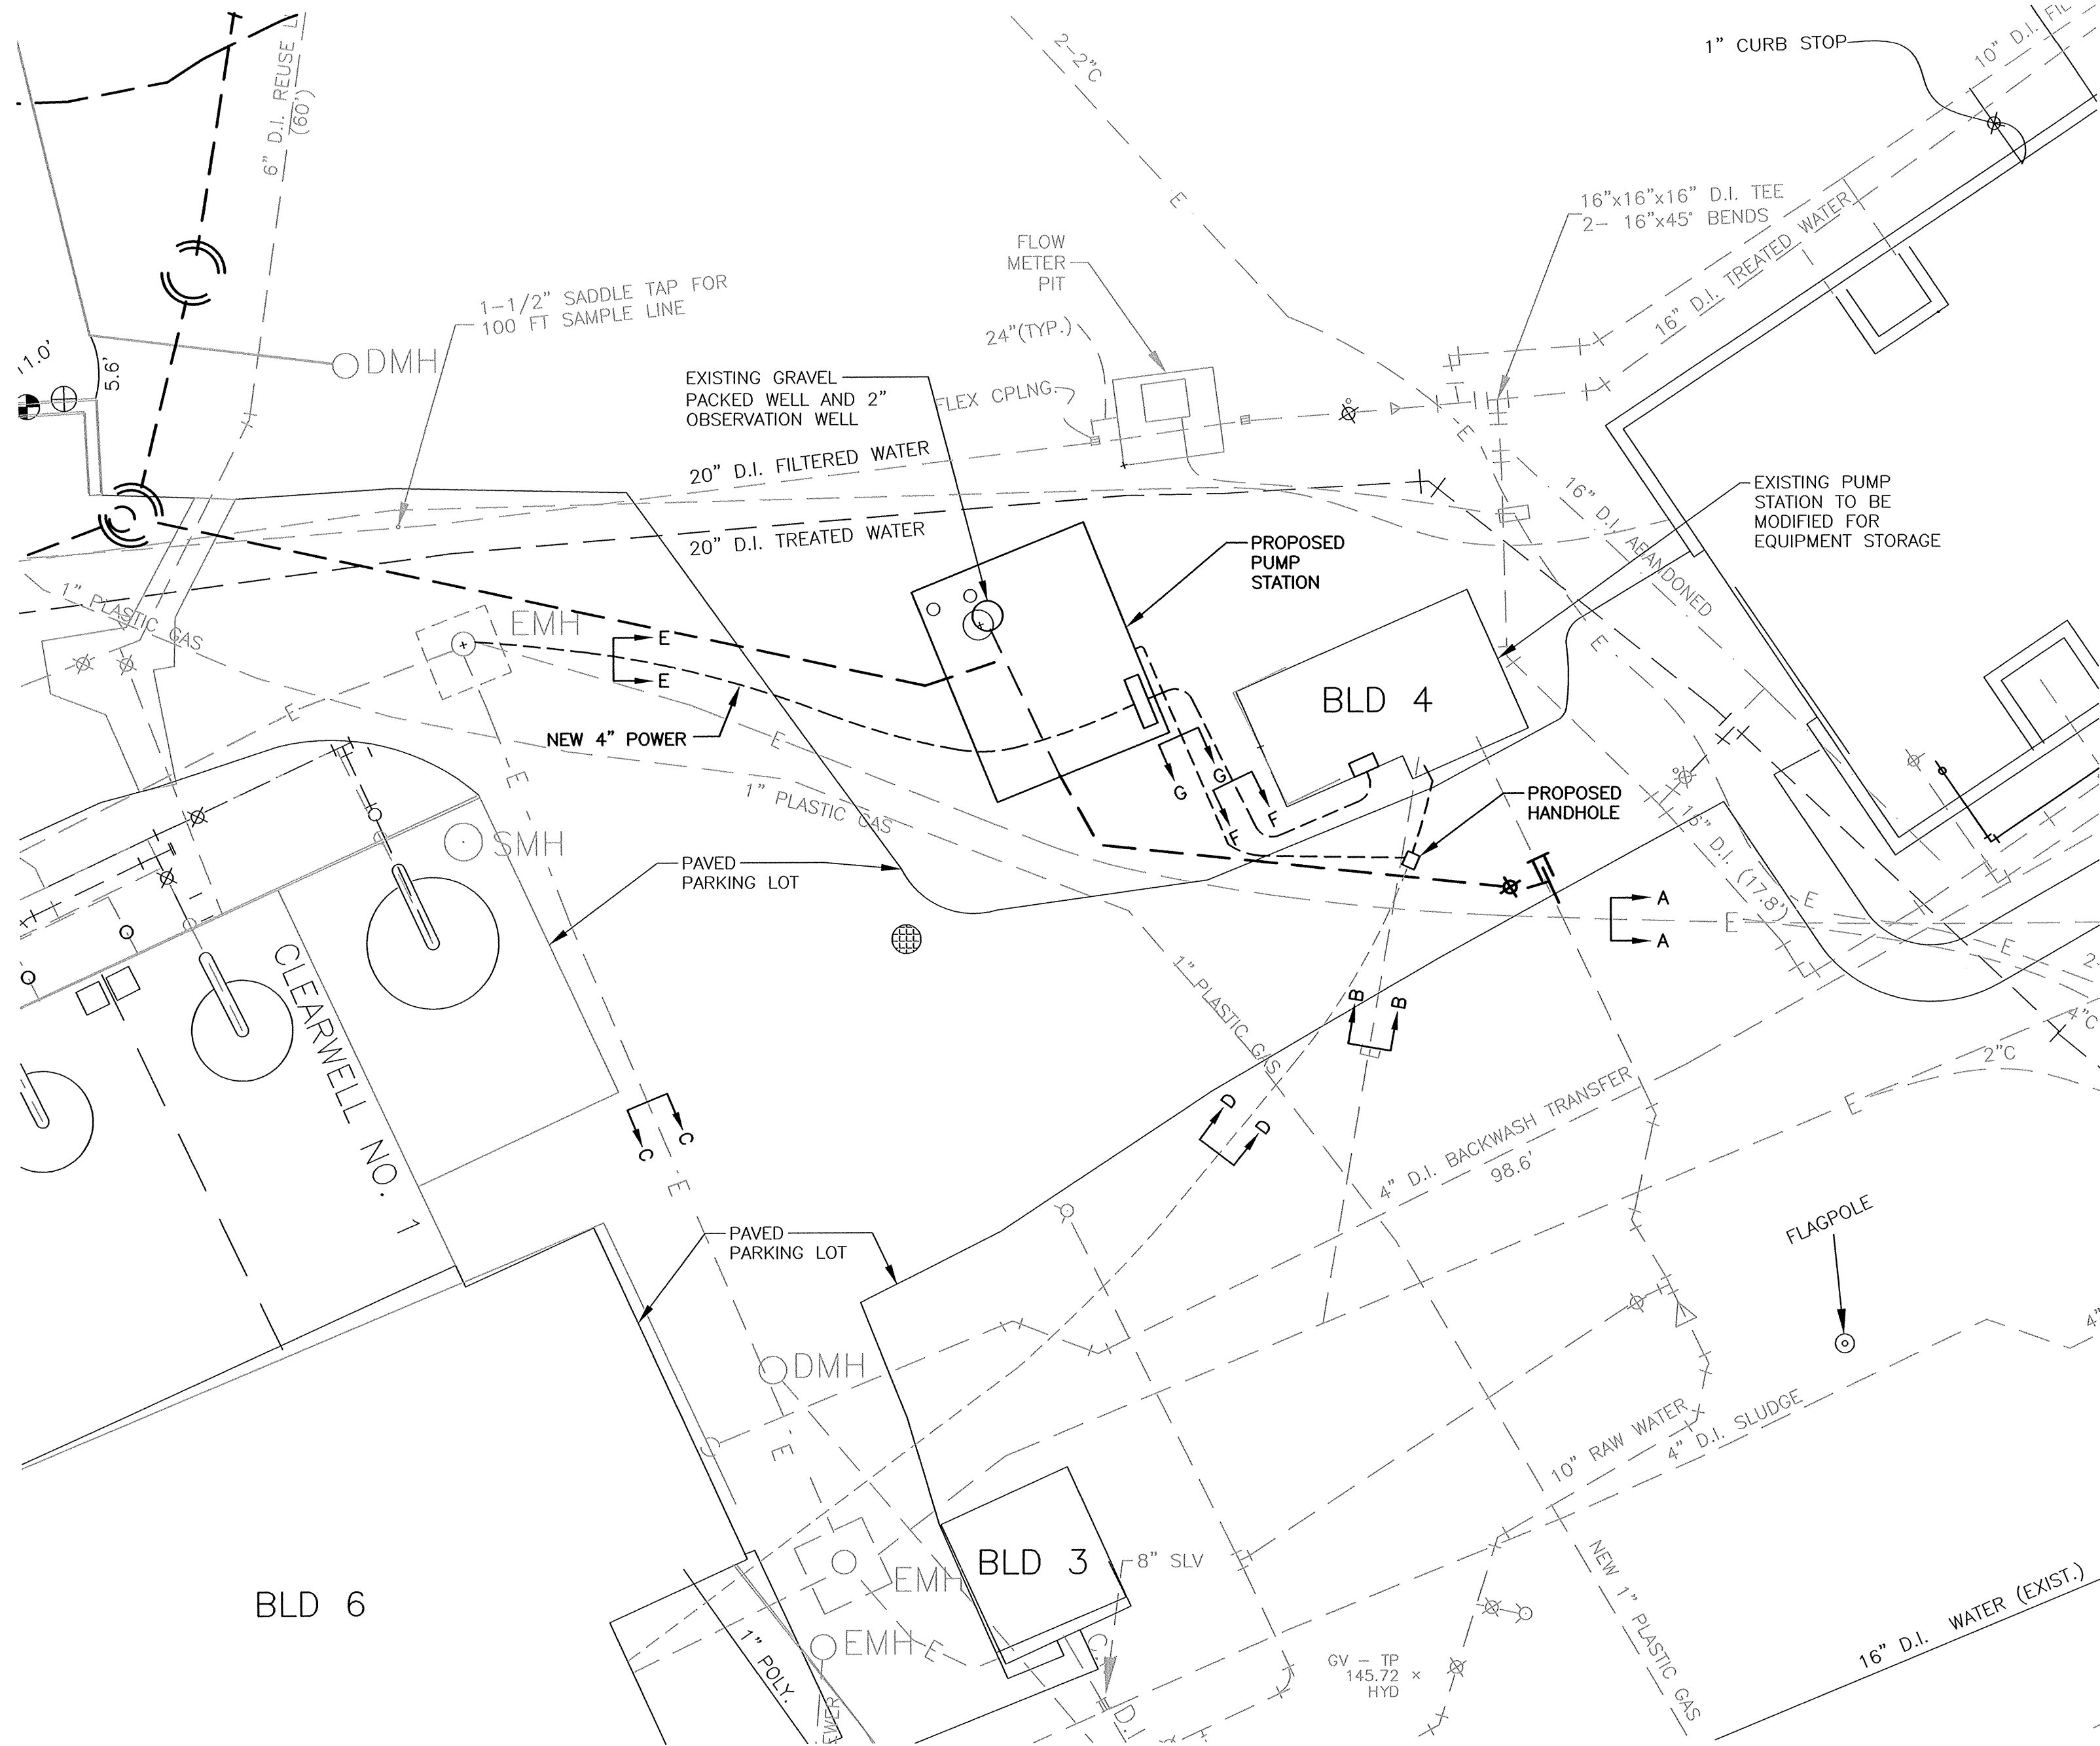 2-2"C
1" CURB STOP
10" D.I.
6" D.I. REUSE
(60')
16"x16"x16" D.I. TEE
2- 16"x45° BENDS
16" D.I. TREATED WATER
FLOW
METER
PIT
24"(TYP.)
FLEX CPLNG.
1-1/2" SADDLE TAP FOR
100 FT SAMPLE LINE
DMH
11.0'
5.6'
EXISTING GRAVEL
PACKED WELL AND 2"
OBSERVATION WELL
20" D.I. FILTERED WATER
20" D.I. TREATED WATER
E
E
16" D.I. ABANDONED
EXISTING PUMP
STATION TO BE
MODIFIED FOR
EQUIPMENT STORAGE
PROPOSED
PUMP
STATION
1" PLASTIC GAS
EMH
E
E
E
E
BLD 4
NEW 4" POWER
E
E
G
G
F
F
1" PLASTIC GAS
PROPOSED
HANDHOLE
SMH
PAVED
PARKING LOT
16" D.I. (17.8')
A
A
E
E
E
CLEARWELL NO. 1
1" PLASTIC GAS
B
B
D
D
C
C
E
4" D.I. BACKWASH TRANSFER
98.6'
E
2"C
4"C
2-
FLAGPOLE
PAVED
PARKING LOT
DMH
E
10" RAW WATER
4" D.I. SLUDGE
4"
BLD 3
8" SLV
EMH
EMH
E
BLD 6
1" POLY.
GV - TP
145.72 x
HYD
NEW 1" PLASTIC GAS
16" D.I. WATER (EXIST.)
D.I.